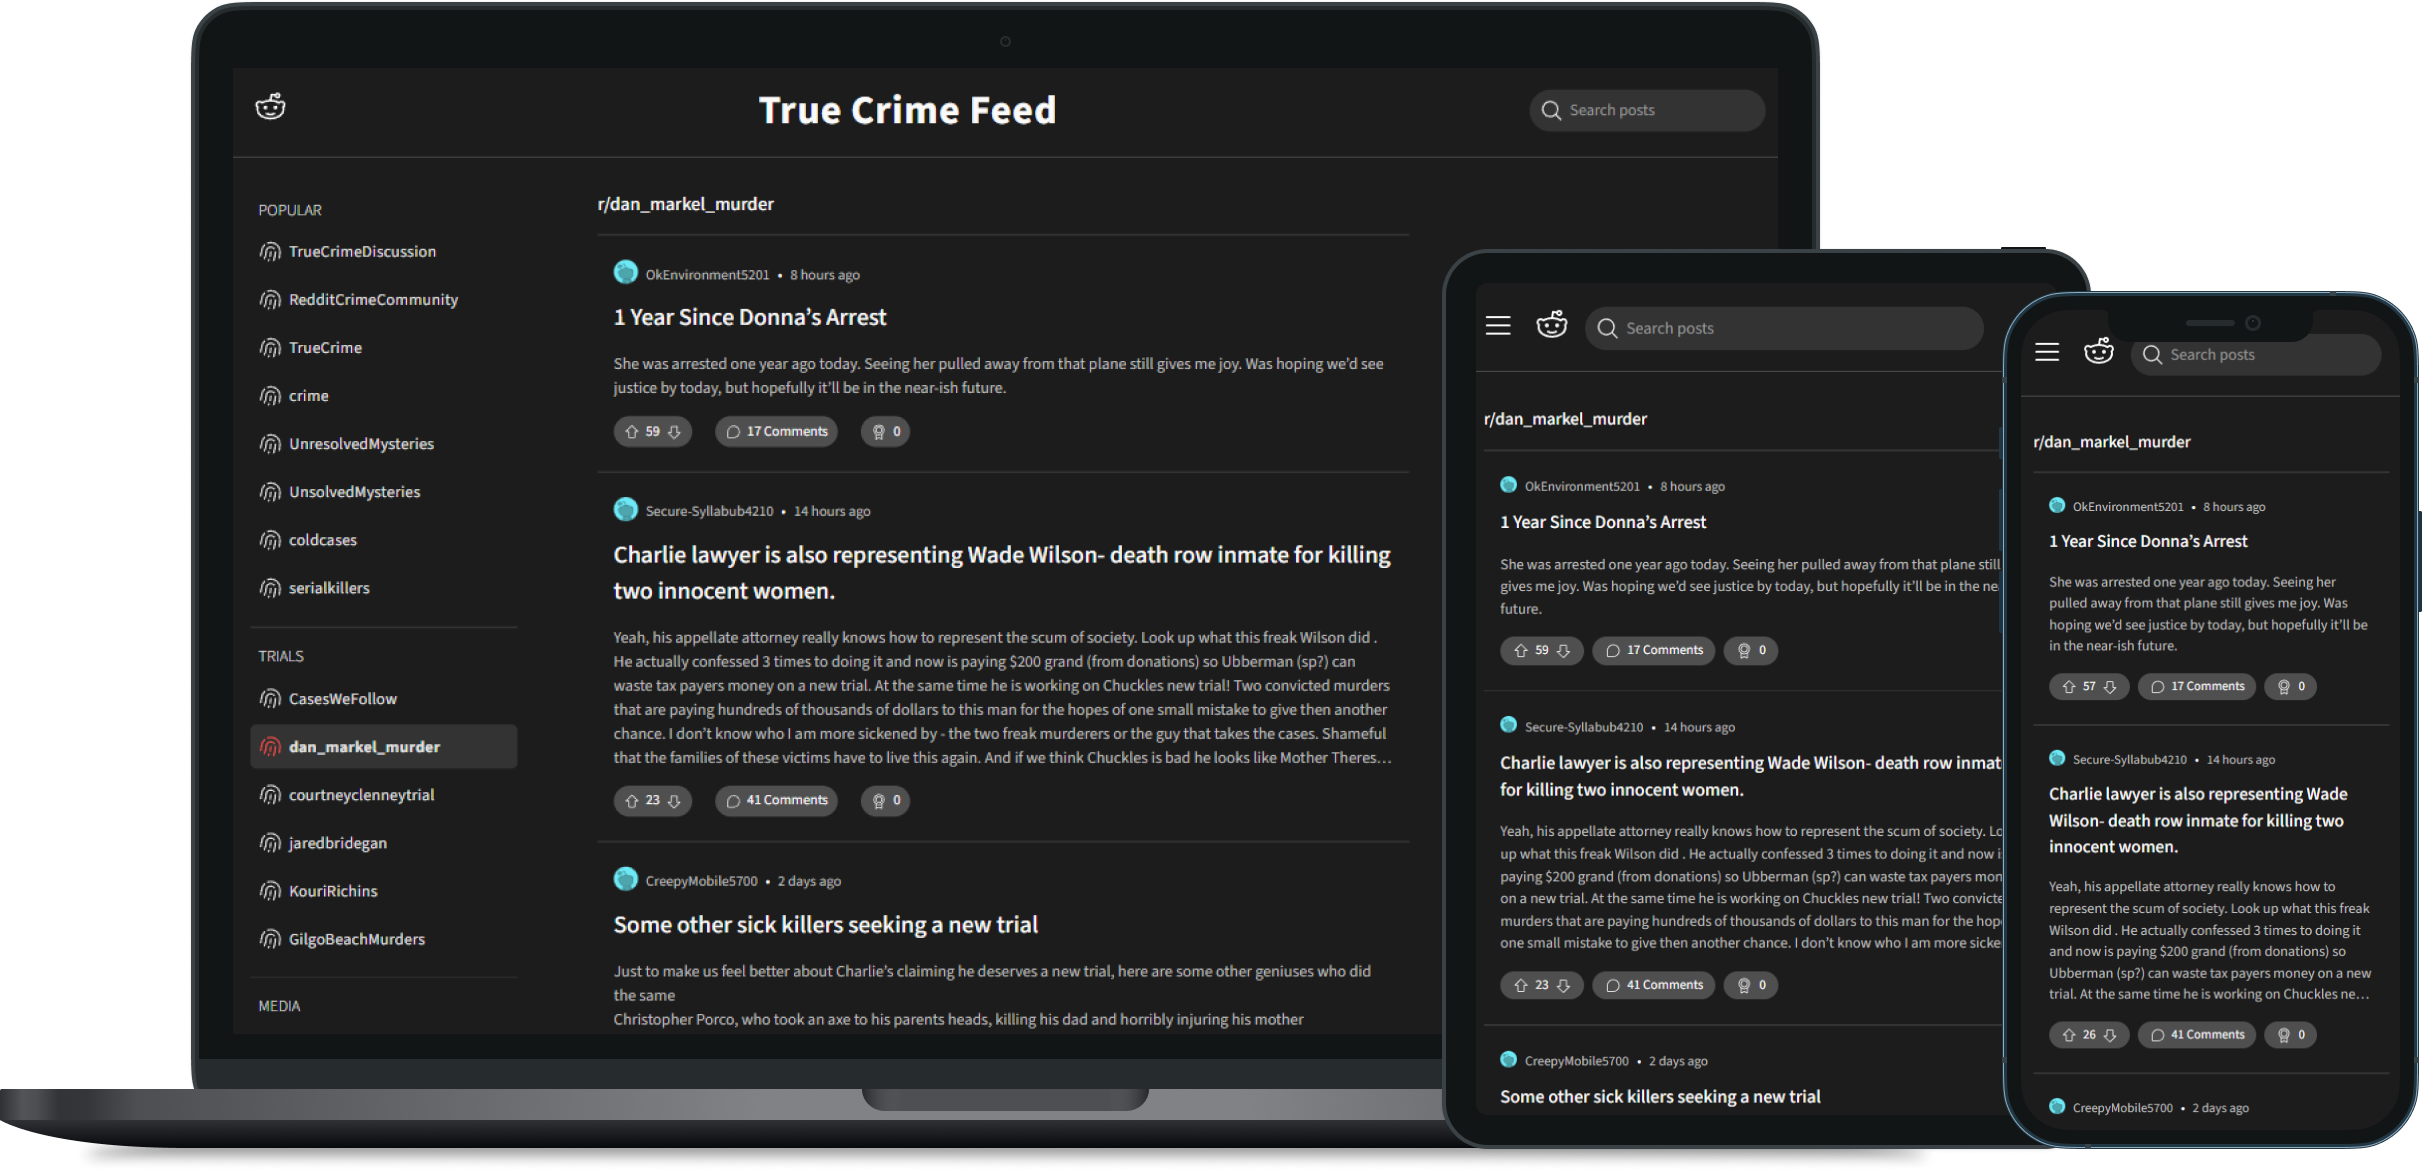 True Crime Feed
Search posts
POPULAR
TrueCrimeDiscussion
RedditCrimeCommunity
TrueCrime
crime
UnresolvedMysteries
UnsolvedMysteries
coldcases
serialkillers
TRIALS
CasesWeFollow
dan_markel_murder
courtneyclenneytrial
jaredbridegan
KouriRichins
GilgoBeachMurders
MEDIA
r/dan_markel_murder
OkEnvironment5201 • 8 hours ago
1 Year Since Donna’s Arrest
She was arrested one year ago today. Seeing her pulled away from that plane still gives me joy. Was hoping we’d see
justice by today, but hopefully it’ll be in the near-ish future.
59 17 Comments 0
Secure-Syllabub4210 • 14 hours ago
Charlie lawyer is also representing Wade Wilson- death row inmate for killing
two innocent women.
Yeah, his appellate attorney really knows how to represent the scum of society. Look up what this freak Wilson did .
He actually confessed 3 times to doing it and now is paying $200 grand (from donations) so Ubberman (sp?) can
waste tax payers money on a new trial. At the same time he is working on Chuckles new trial! Two convicted murders
that are paying hundreds of thousands of dollars to this man for the hopes of one small mistake to give then another
chance. I don’t know who I am more sickened by - the two freak murderers or the guy that takes the cases. Shameful
that the families of these victims have to live this again. And if we think Chuckles is bad he looks like Mother Theres...
23 41 Comments 0
CreepyMobile5700 • 2 days ago
Some other sick killers seeking a new trial
Just to make us feel better about Charlie’s claiming he deserves a new trial, here are some other geniuses who did
the same
Christopher Porco, who took an axe to his parents heads, killing his dad and horribly injuring his mother
Search posts
r/dan_markel_murder
OkEnvironment5201 • 8 hours ago
1 Year Since Donna’s Arrest
She was arrested one year ago today. Seeing her pulled away from that plane still
gives me joy. Was hoping we’d see justice by today, but hopefully it’ll be in the ne
future.
59 17 Comments 0
Secure-Syllabub4210 • 14 hours ago
Charlie lawyer is also representing Wade Wilson- death row inmat
for killing two innocent women.
Yeah, his appellate attorney really knows how to represent the scum of society. Lo
up what this freak Wilson did . He actually confessed 3 times to doing it and now i
paying $200 grand (from donations) so Ubberman (sp?) can waste tax payers mon
on a new trial. At the same time he is working on Chuckles new trial! Two convicte
murders that are paying hundreds of thousands of dollars to this man for the hop
one small mistake to give then another chance. I don’t know who I am more sicke
23 41 Comments 0
CreepyMobile5700 • 2 days ago
Some other sick killers seeking a new trial
Search posts
r/dan_markel_murder
OkEnvironment5201 • 8 hours ago
1 Year Since Donna’s Arrest
She was arrested one year ago today. Seeing her
pulled away from that plane still gives me joy. Was
hoping we’d see justice by today, but hopefully it’ll be
in the near-ish future.
57 17 Comments 0
Secure-Syllabub4210 • 14 hours ago
Charlie lawyer is also representing Wade
Wilson- death row inmate for killing two
innocent women.
Yeah, his appellate attorney really knows how to
represent the scum of society. Look up what this freak
Wilson did . He actually confessed 3 times to doing it
and now is paying $200 grand (from donations) so
Ubberman (sp?) can waste tax payers money on a new
trial. At the same time he is working on Chuckles ne...
26 41 Comments 0
CreepyMobile5700 • 2 days ago